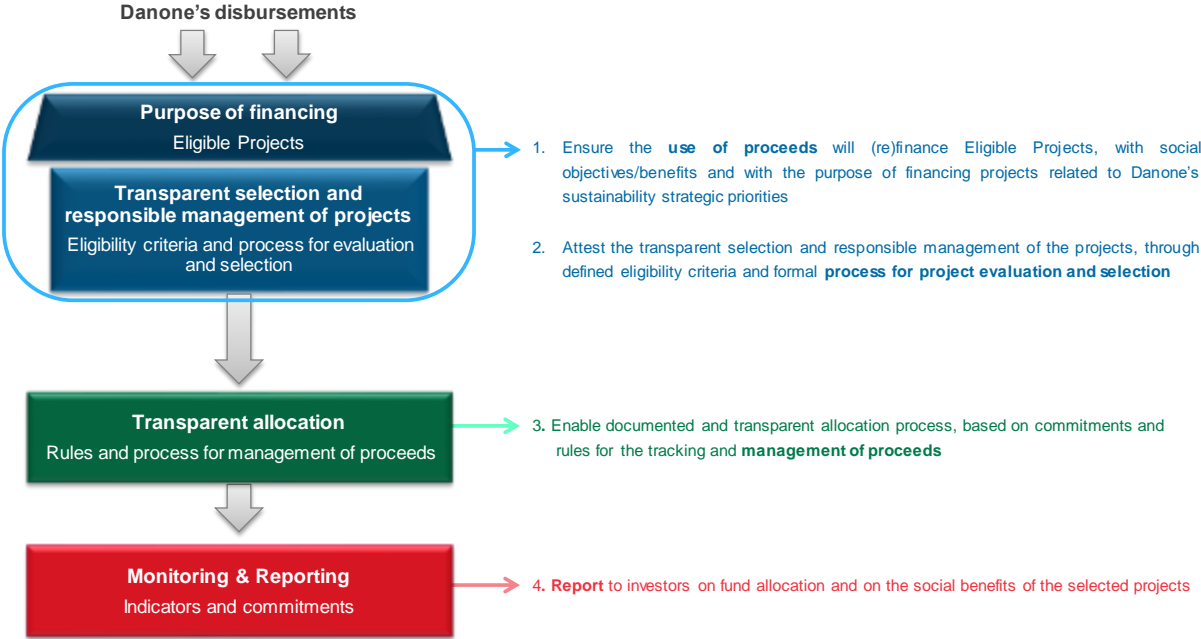 Danone's disbursements
Purpose of financing
Eligible Projects
Transparent selection and
responsible management of projects
Eligibility criteria and process for evaluation
and selection
1. Ensure the use of proceeds will (re)finance Eligible Projects, with social
objectives/benefits and with the purpose of financing projects related to Danone's
sustainability strategic priorities
2. Attest the transparent selection and responsible management of the projects, through
defined eligibility criteria and formal process for project evaluation and selection
Transparent allocation
Rules and process for management of proceeds
3. Enable documented and transparent allocation process, based on commitments and
rules for the tracking and management of proceeds
Monitoring & Reporting
Indicators and commitments
4. Report to investors on fund allocation and on the social benefits of the selected projects